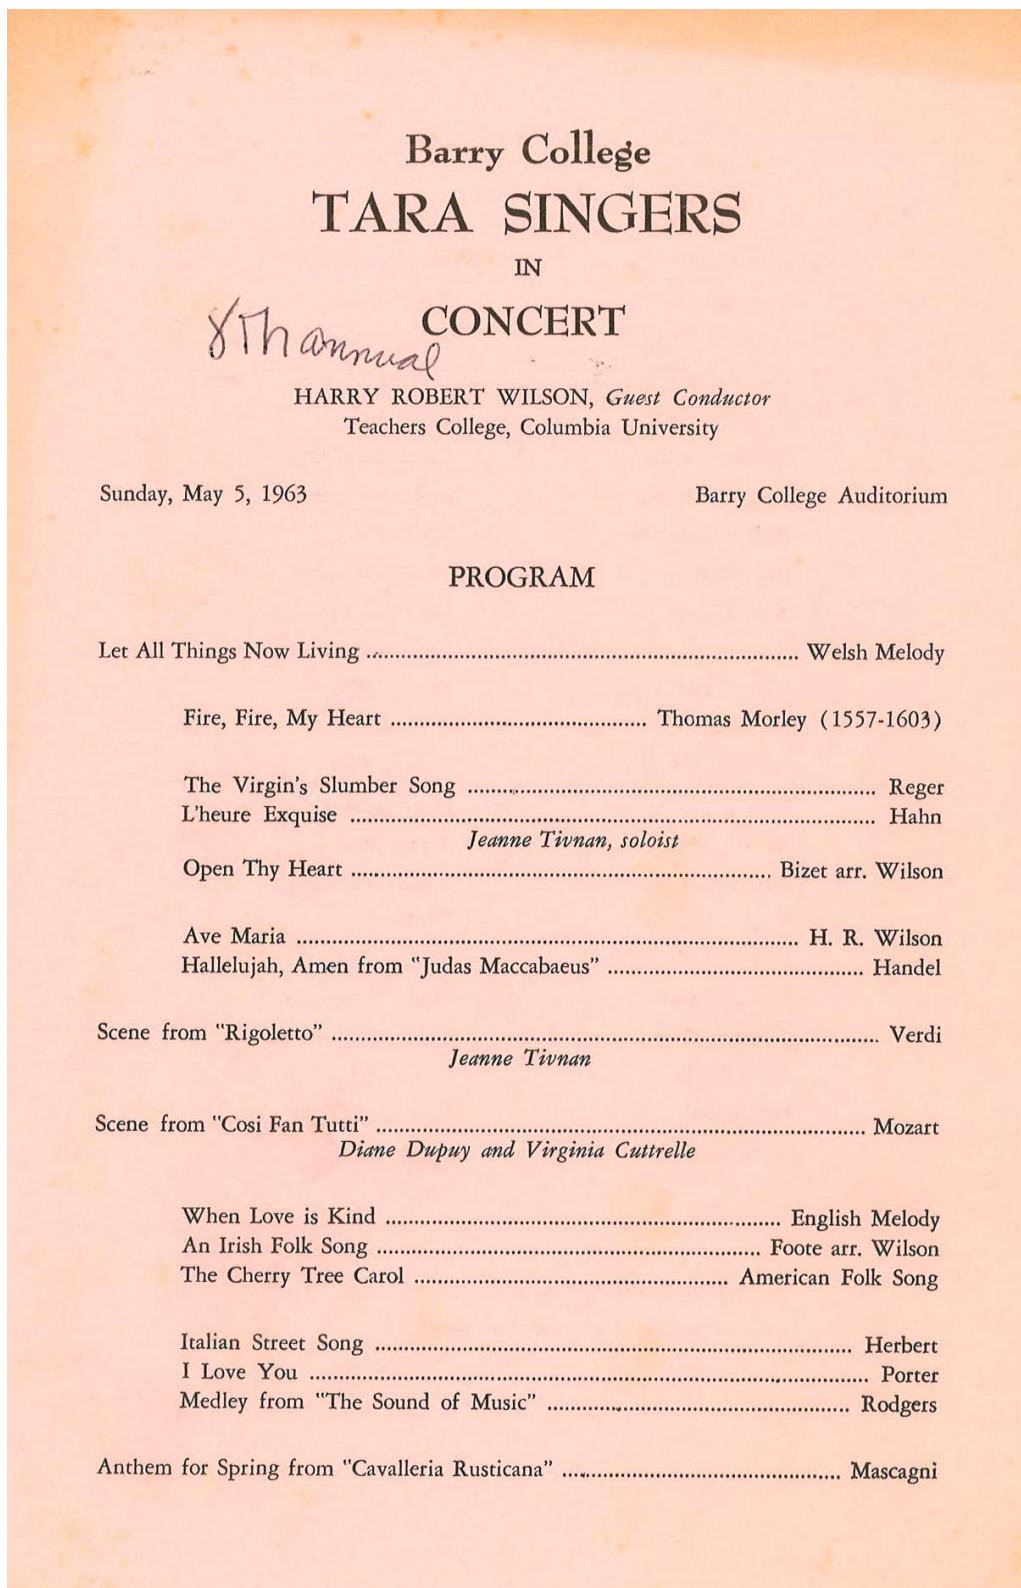 Barry College
TARA SINGERS
IN
CONCERT
8Th annual
HARRY ROBERT WILSON, Guest Conductor
Teachers College, Columbia University
Sunday, May 5, 1963 Barry College Auditorium
PROGRAM
Let All Things Now Living ........ Welsh Melody
Fire, Fire, My Heart ........ Thomas Morley (1557-1603)
The Virgin's Slumber Song ........ Reger
L'heure Exquise ........ Hahn
Jeanne Tivnan, soloist
Open Thy Heart ........ Bizet arr. Wilson
Ave Maria ........ H. R. Wilson
Hallelujah, Amen from "Judas Maccabaeus" ........ Handel
Scene from "Rigoletto" ........ Verdi
Jeanne Tivnan
Scene from "Cosi Fan Tutti" ........ Mozart
Diane Dupuy and Virginia Cuttrelle
When Love is Kind ........ English Melody
An Irish Folk Song ........ Foote arr. Wilson
The Cherry Tree Carol ........ American Folk Song
Italian Street Song ........ Herbert
I Love You ........ Porter
Medley from "The Sound of Music" ........ Rodgers
Anthem for Spring from "Cavalleria Rusticana" ........ Mascagni